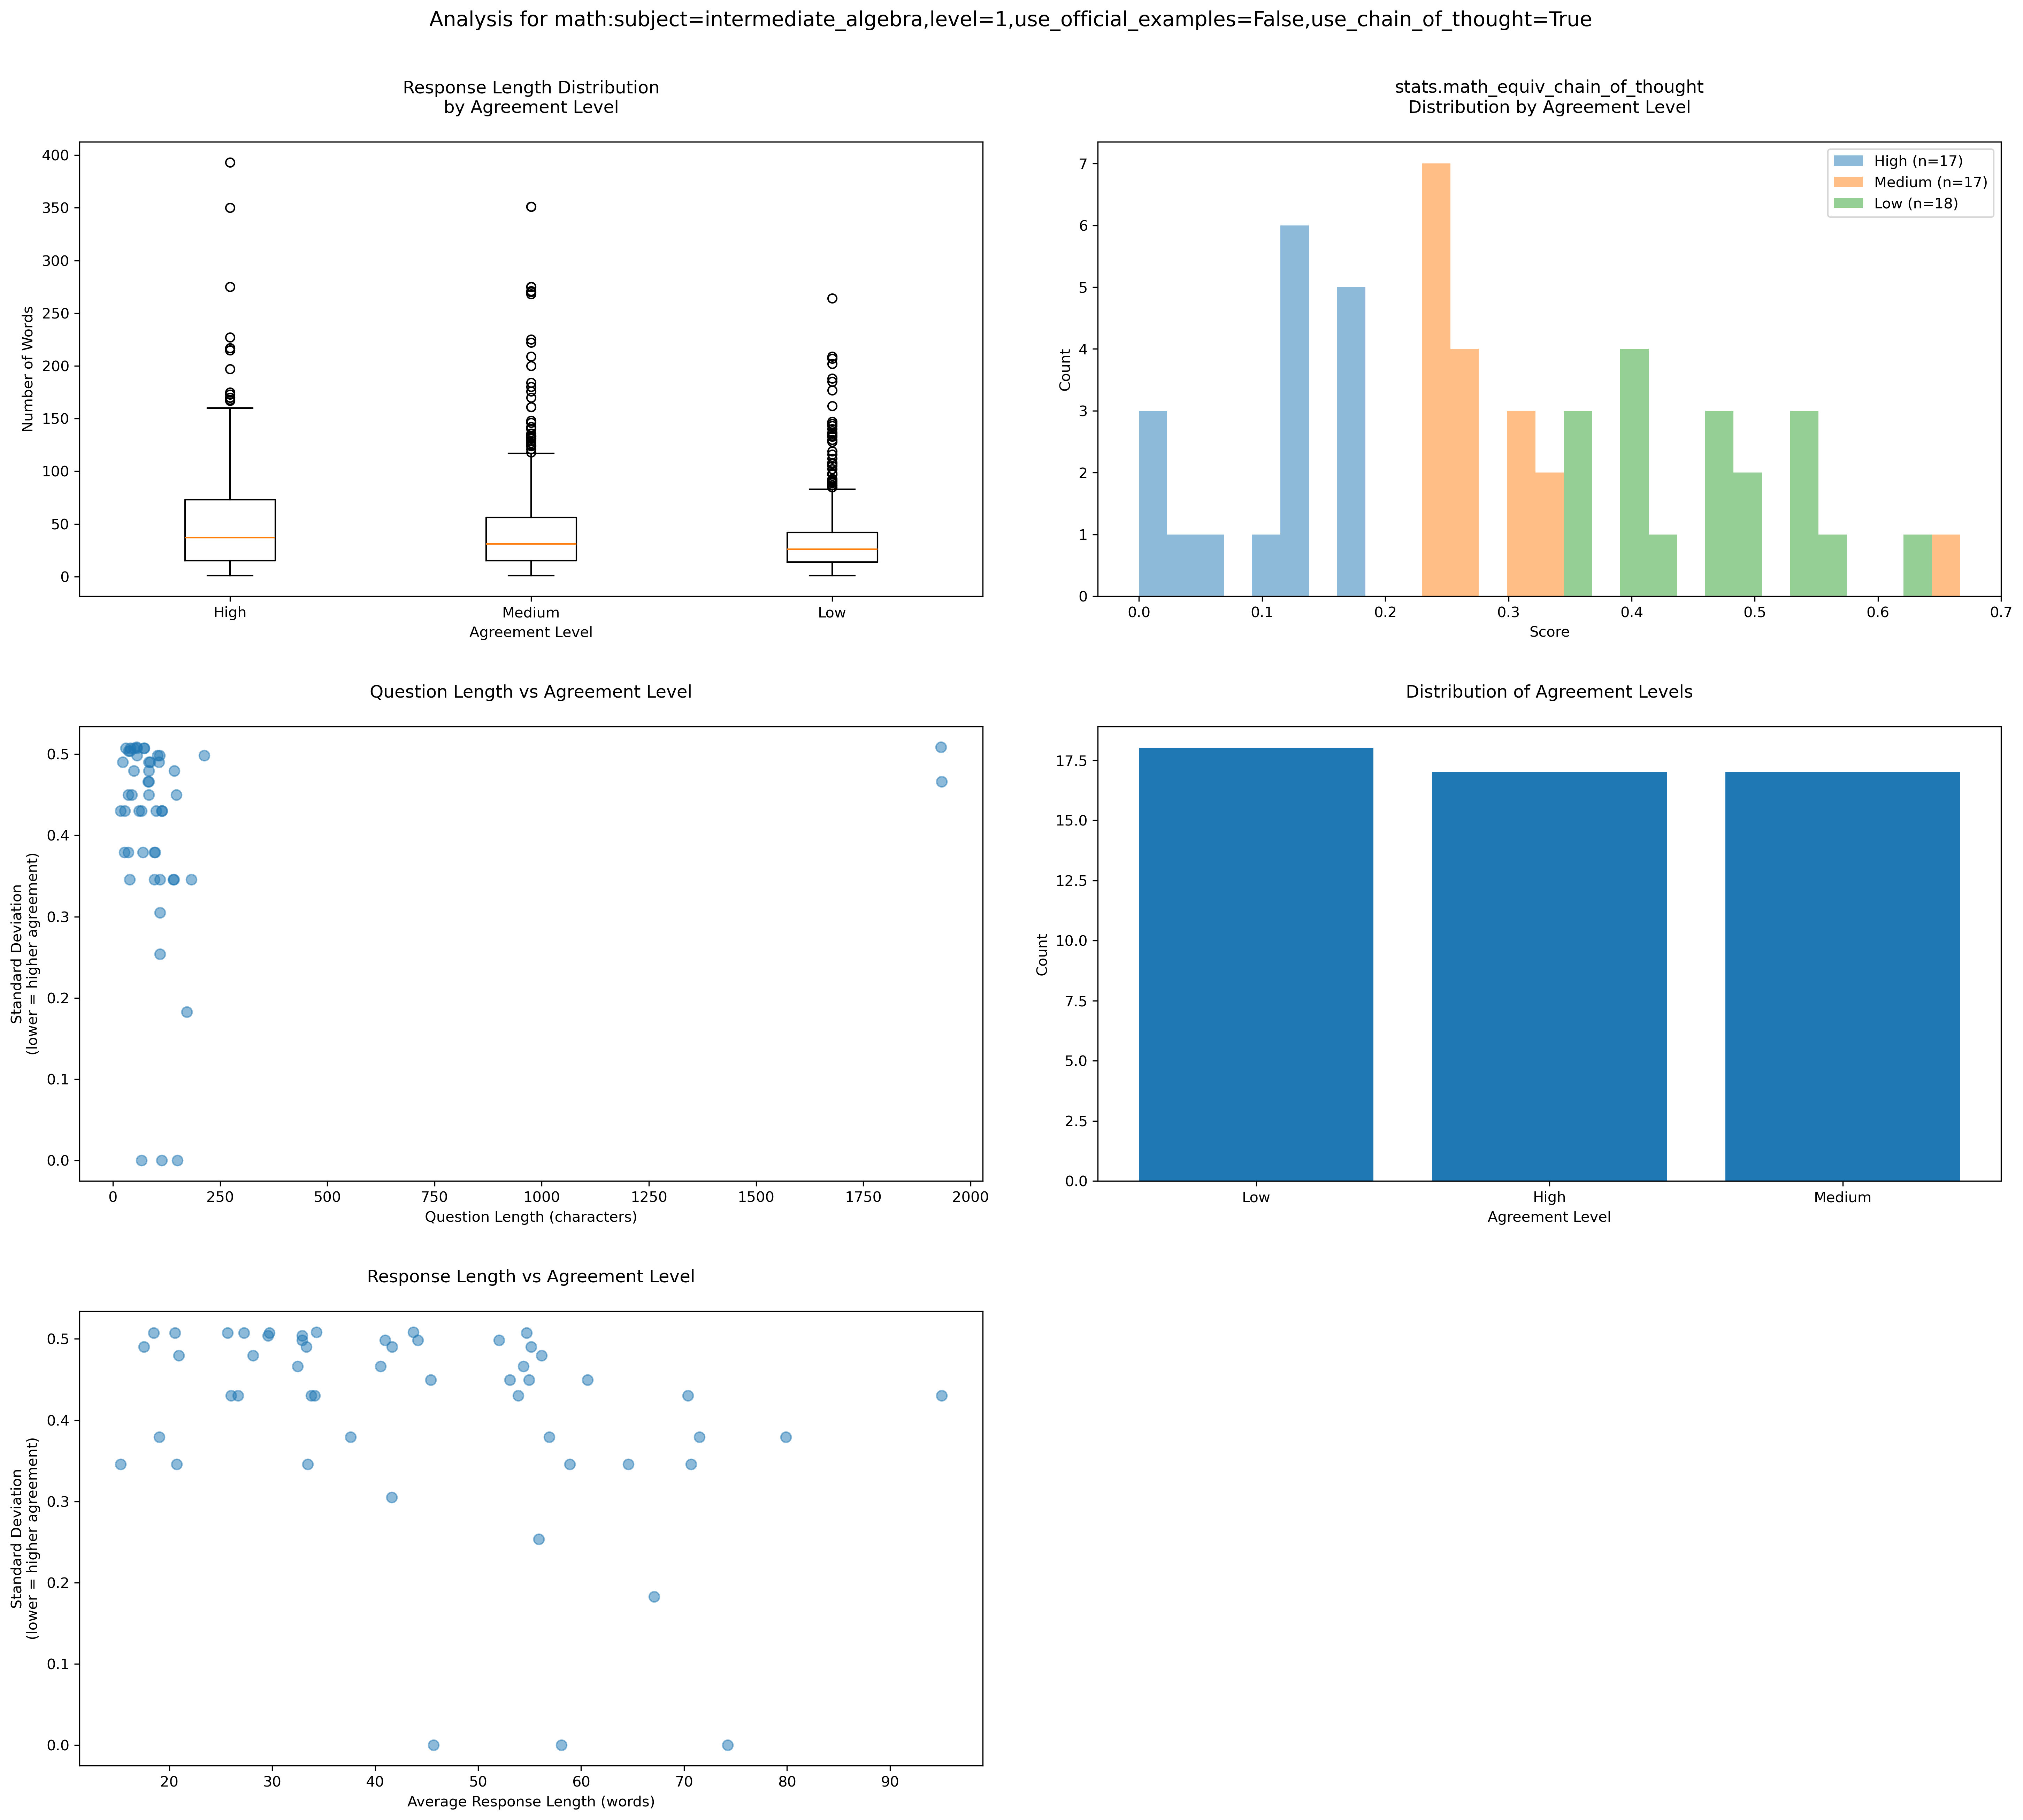 Analysis for math:subject=intermediate_algebra,level=1,use_official_examples=False,use_chain_of_thought=True
Response Length Distribution
by Agreement Level
400
350
300
250
200
150
100
50
0
Number of Words
High
Medium
Low
Agreement Level
stats.math_equiv_chain_of_thought
Distribution by Agreement Level
High (n=17)
Medium (n=17)
Low (n=18)
7
6
5
4
3
2
1
0
Count
0.0
0.1
0.2
0.3
0.4
0.5
0.6
0.7
Score
Question Length vs Agreement Level
0.5
0.4
0.3
0.2
0.1
0.0
Standard Deviation
(lower = higher agreement)
0
250
500
750
1000
1250
1500
1750
2000
Question Length (characters)
Distribution of Agreement Levels
17.5
15.0
12.5
10.0
7.5
5.0
2.5
0.0
Count
Low
High
Medium
Agreement Level
Response Length vs Agreement Level
0.5
0.4
0.3
0.2
0.1
0.0
Standard Deviation
(lower = higher agreement)
20
30
40
50
60
70
80
90
Average Response Length (words)